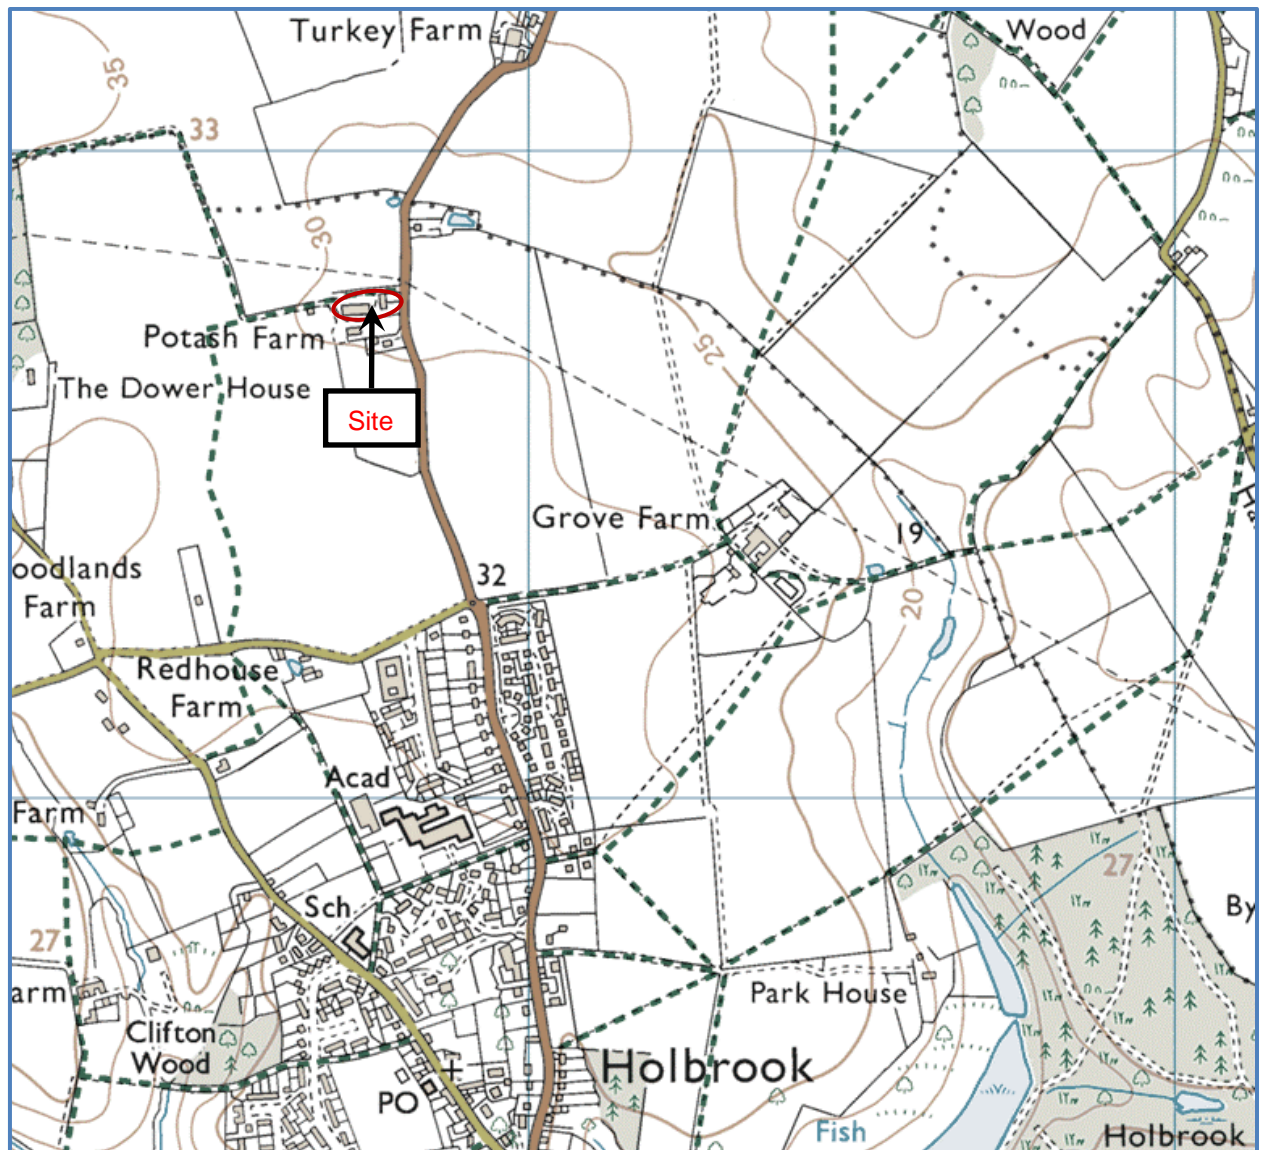 Turkey Farm
Wood
35
33
30
Potash Farm
The Dower House
Site
25
Grove Farm
19
32
oodlands
Farm
20
Redhouse
Farm
Acad
Farm
27
Sch
By
27
arm
Park House
Clifton
Wood
Holbrook
PO
Fish
Holbrook